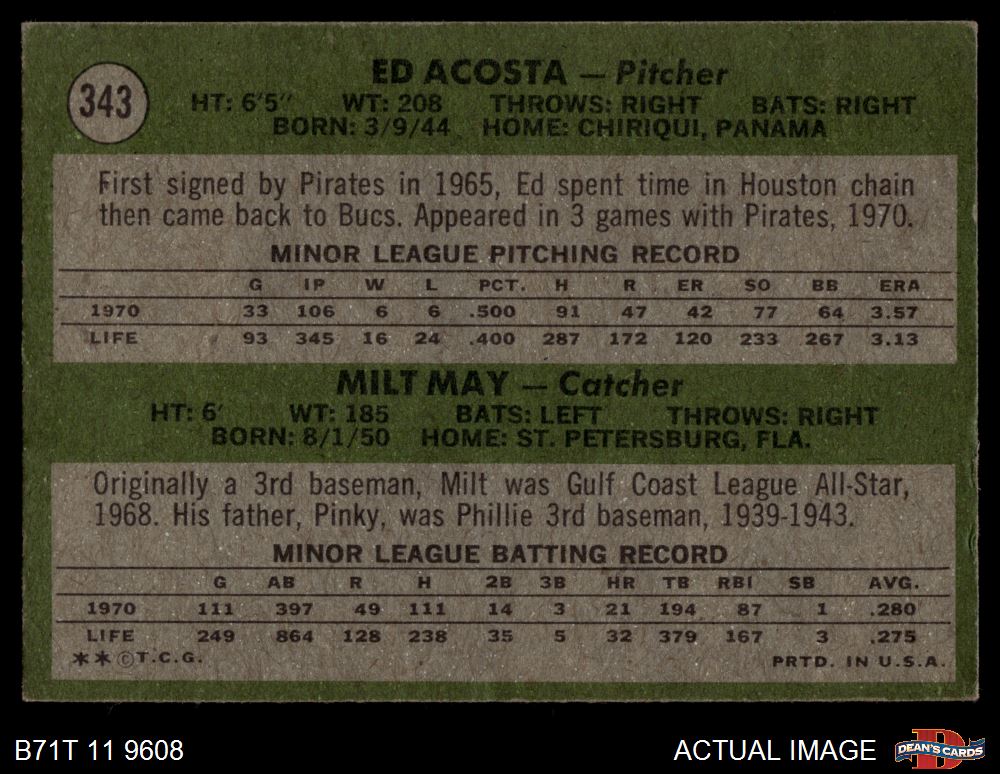 343
ED ACOSTA — Pitcher
HT: 6'5" WT: 208 THROWS: RIGHT BATS: RIGHT
BORN: 3/9/44 HOME: CHIRIQUI, PANAMA
First signed by Pirates in 1965, Ed spent time in Houston chain
then came back to Bucs. Appeared in 3 games with Pirates, 1970.
MINOR LEAGUE PITCHING RECORD
G IP W L PCT. H R ER SO BB ERA
1970 33 106 6 6 .500 91 47 42 77 64 3.57
LIFE 93 345 16 24 .400 287 172 120 233 267 3.13
MILT MAY — Catcher
HT: 6' WT: 185 BATS: LEFT THROWS: RIGHT
BORN: 8/1/50 HOME: ST. PETERSBURG, FLA.
Originally a 3rd baseman, Milt was Gulf Coast League All-Star,
1968. His father, Pinky, was Phillie 3rd baseman, 1939-1943.
MINOR LEAGUE BATTING RECORD
G AB R H 2B 3B HR TB RBI SB AVG.
1970 111 397 49 111 14 3 21 194 87 1 .280
LIFE 249 864 128 238 35 5 32 379 167 3 .275
**©T.C.G. PRTD. IN U.S.A.
B71T 11 9608 ACTUAL IMAGE DEAN'S CARDS